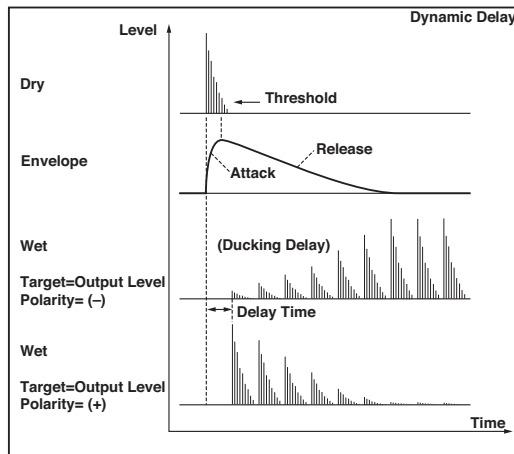 Dynamic Delay
Level
Dry
Threshold
Envelope
Release
Attack
Wet
(Ducking Delay)
Target=Output Level
Polarity= (–)
Delay Time
Wet
Target=Output Level
Polarity= (+)
Time